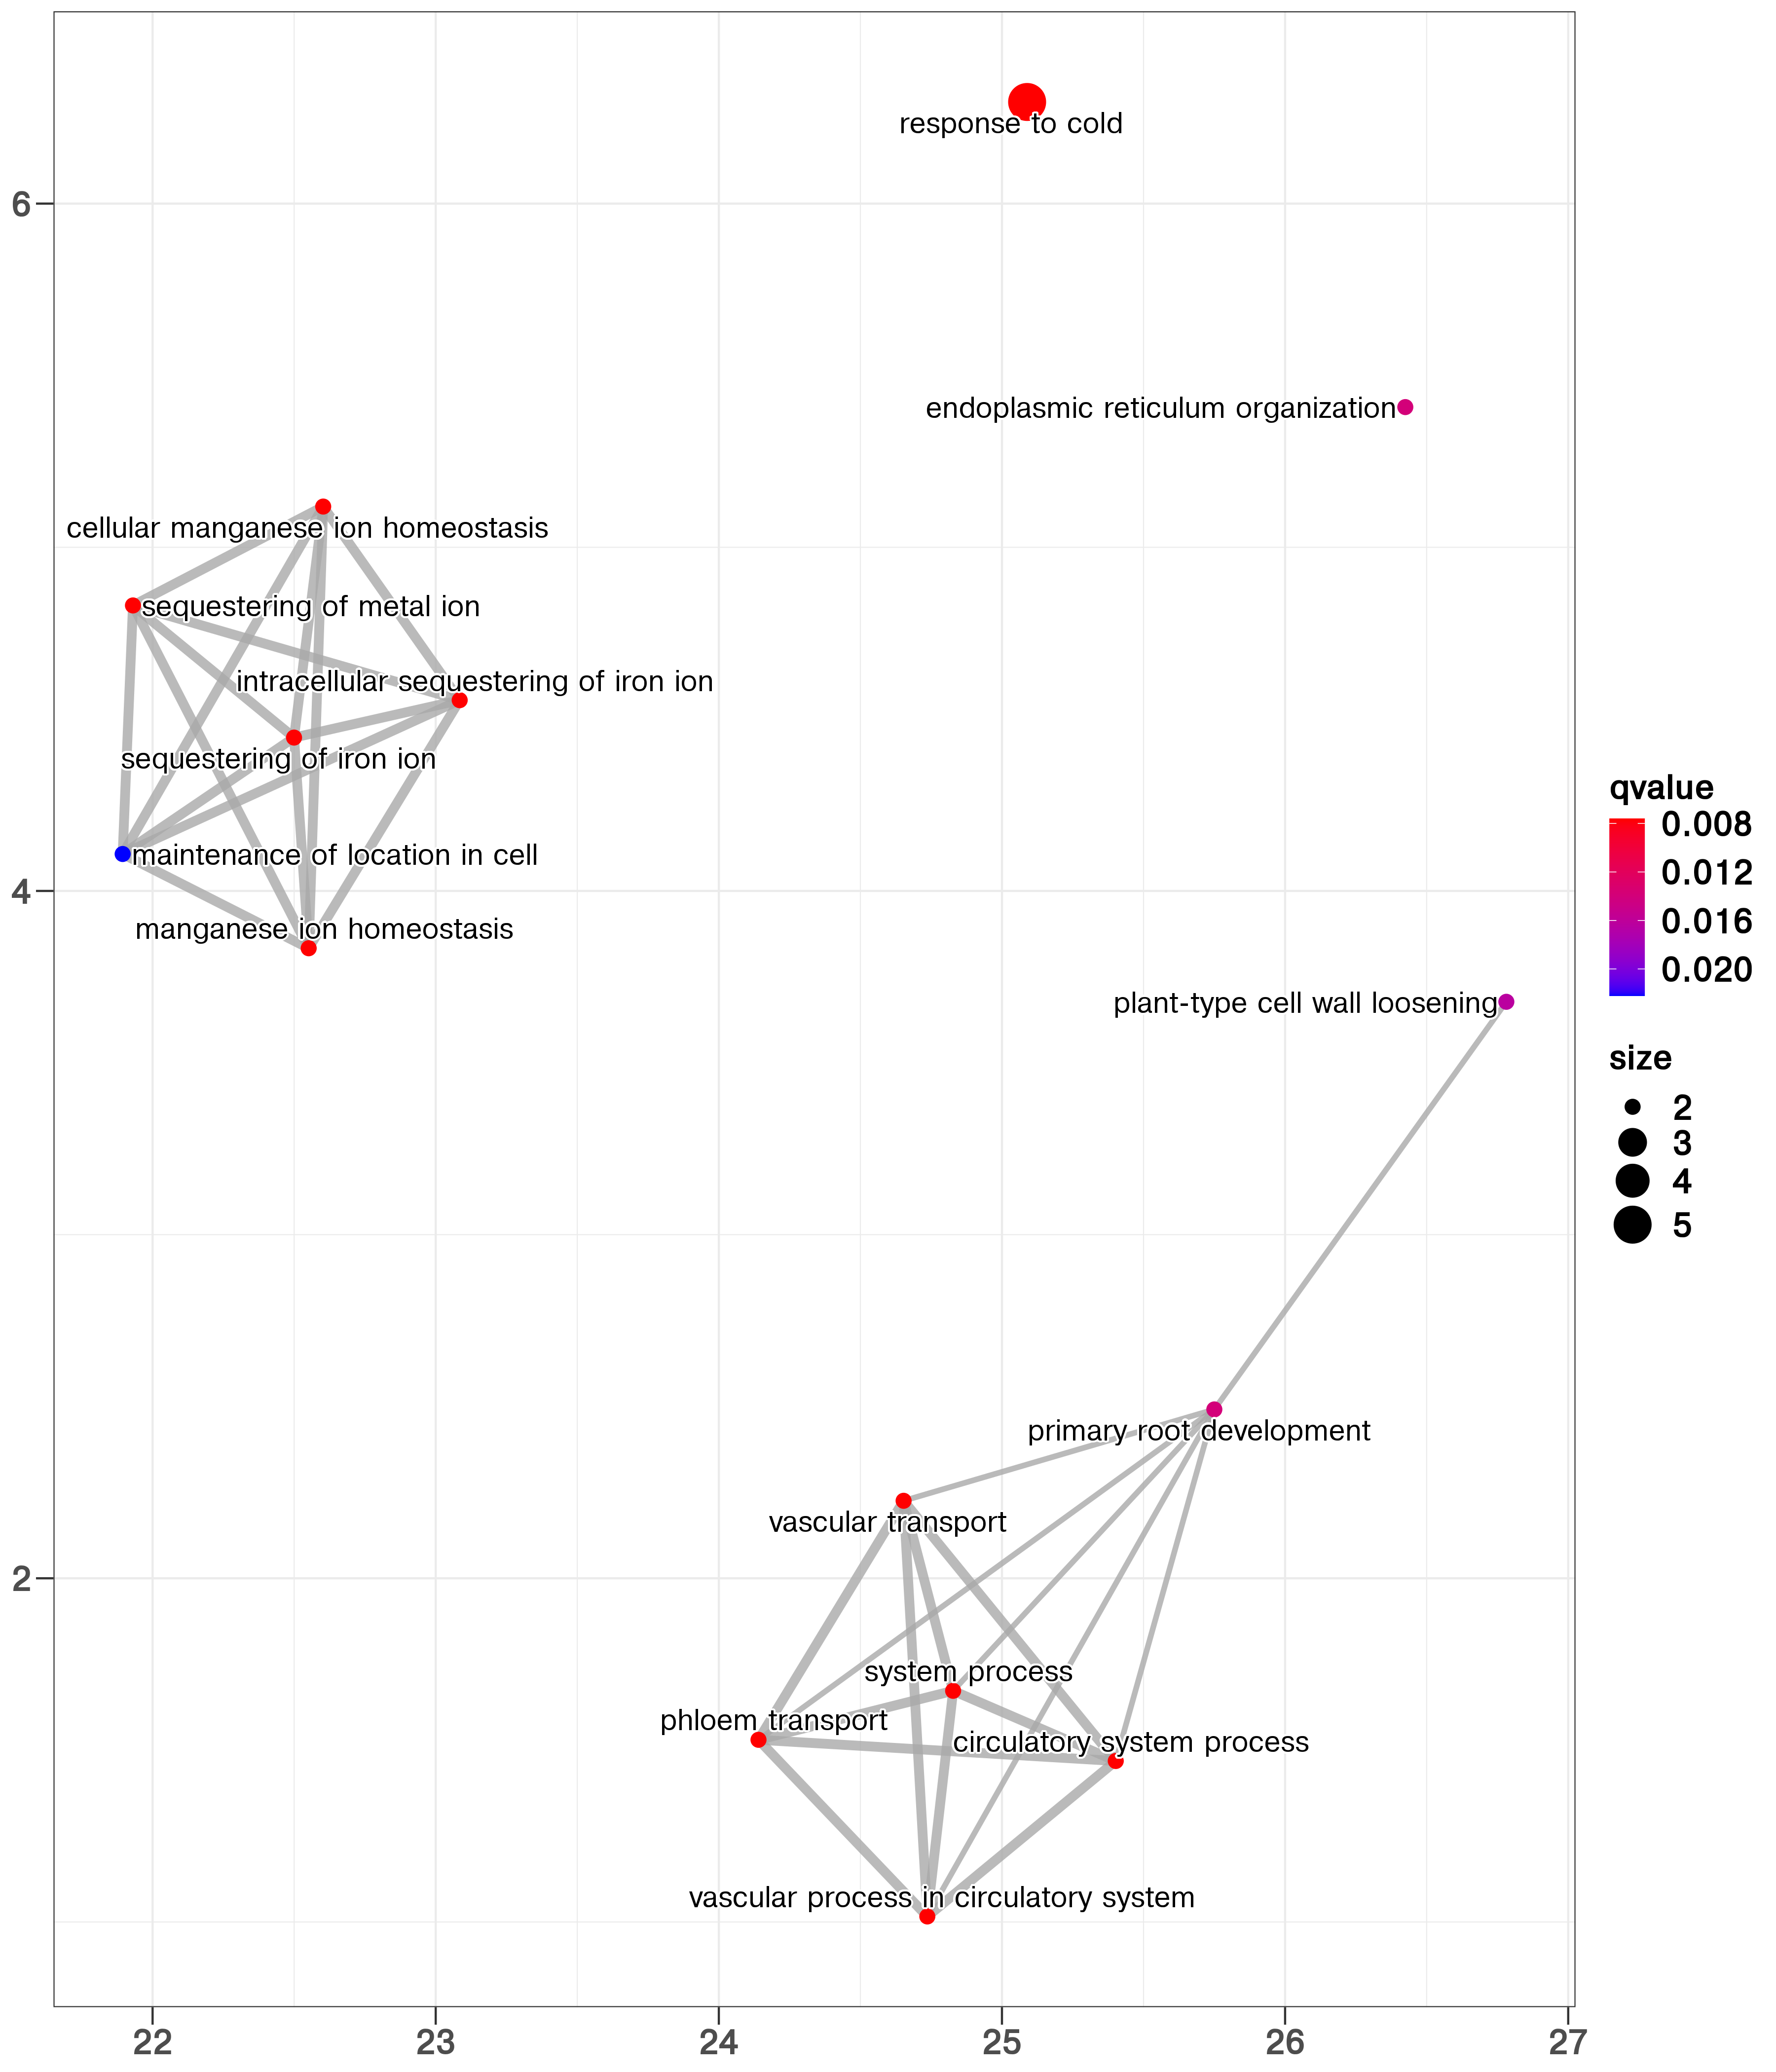 response to cold
6
endoplasmic reticulum organization
cellular manganese ion homeostasis
sequestering of metal ion
intracellular sequestering of iron ion
sequestering of iron ion
maintenance of location in cell
4
manganese ion homeostasis
plant-type cell wall loosening
primary root development
vascular transport
2
system process
phloem transport
circulatory system process
vascular process in circulatory system
22 23 24 25 26 27
qvalue
0.008
0.012
0.016
0.020
size
2
3
4
5